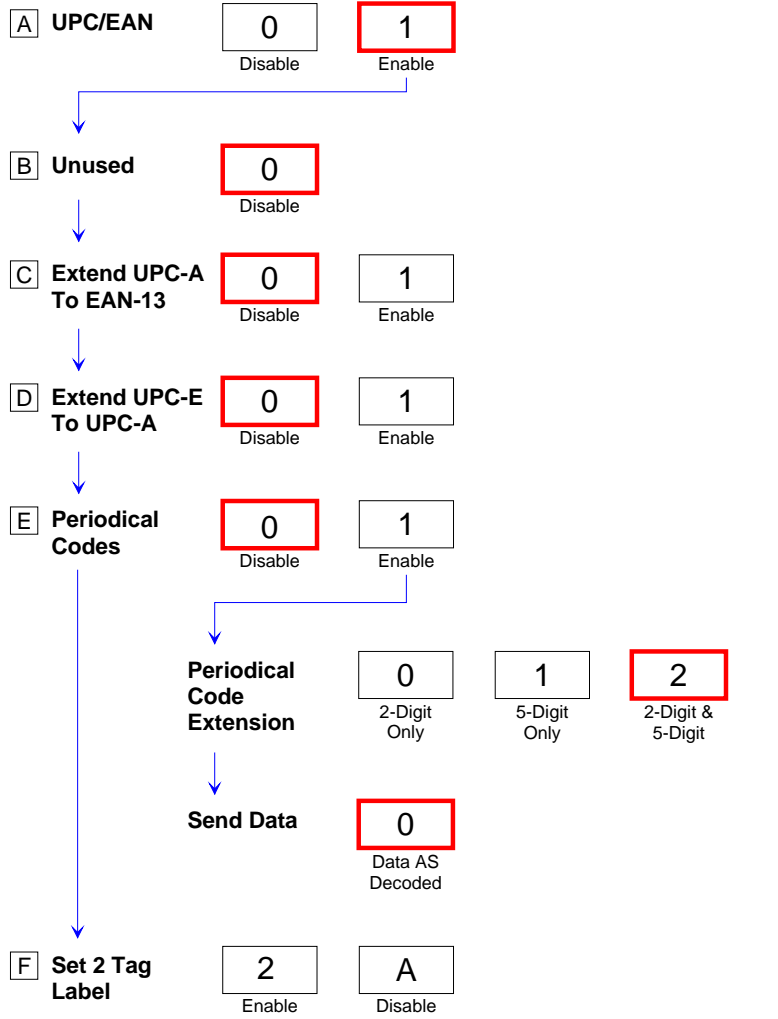 A UPC/EAN 0 1
Disable Enable
B Unused 0
Disable
C Extend UPC-A 0 1
To EAN-13
Disable Enable
D Extend UPC-E 0 1
To UPC-A
Disable Enable
E Periodical 0 1
Codes
Disable Enable
Periodical 0 1 2
Code
Extension
2-Digit 5-Digit 2-Digit &
Only Only 5-Digit
Send Data 0
Data AS
Decoded
F Set 2 Tag 2 A
Label
Enable Disable